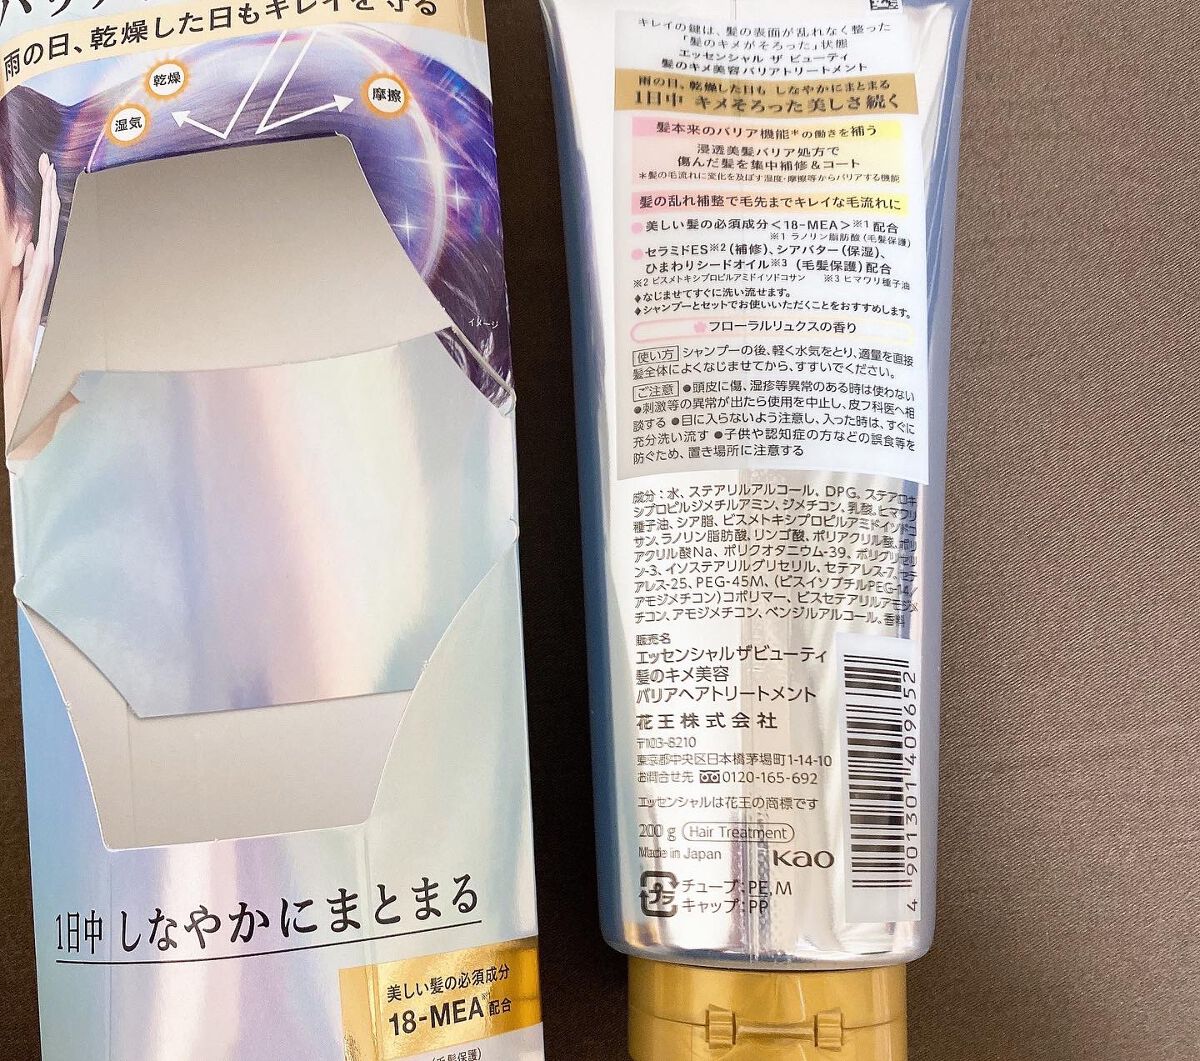 雨の日、乾燥した日もキレイを守る
乾燥
湿気
摩擦
イメージ
1日中 しなやかにまとまる
美しい髪の必須成分
18-MEA※配合
キレイの鍵は、髪の表面が乱れなく整った
「髪のキメがそろった」状態
エッセンシャル ザ ビューティ
髪のキメ美容バリアトリートメント
雨の日、乾燥した日も しなやかにまとまる
1日中 キメそろった美しさ続く
髪本来のバリア機能*の働きを補う
浸透美髪バリア処方で
傷んだ髪を集中補修&コート
*髪の毛流れに変化を及ぼす湿度・摩擦等からバリアする機能
髪の乱れ補整で毛先までキレイな毛流れに
●美しい髪の必須成分<18-MEA>※1配合
※1 ラノリン脂肪酸(毛髪保護)
●セラミドES※2(補修)、シアバター(保湿)、
ひまわりシードオイル※3(毛髪保護)配合
※2 ビスメトキシプロピルアミドイソドコサン ※3 ヒマワリ種子油
♦なじませてすぐに洗い流せます。
♦シャンプーとセットでお使いいただくことをおすすめします。
フローラルリュクスの香り
使い方 シャンプーの後、軽く水気をとり、適量を直接
髪全体によくなじませてから、すすいでください。
ご注意 ●頭皮に傷、湿疹等異常のある時は使わない
●刺激等の異常が出たら使用を中止し、皮フ科医へ相
談する ●目に入らないよう注意し、入った時は、すぐに
充分洗い流す ●子供や認知症の方などの誤食等を
防ぐため、置き場所に注意する
成分:水、ステアリルアルコール、DPG、ステアロキ
シプロピルジメチルアミン、ジメチコン、乳酸、ヒマワリ
種子油、シア脂、ビスメトキシプロピルアミドイソドコ
サン、ラノリン脂肪酸、リンゴ酸、ポリアクリル酸、ポリ
アクリル酸Na、ポリクオタニウム-39、ポリグリセリ
ン-3、イソステアリルグリセリル、セテアレス-7、セテ
アレス-25、PEG-45M、(ビスイソブチルPEG-14/
アモジメチコン)コポリマー、ビスセテアリルアモジメ
チコン、アモジメチコン、ベンジルアルコール、香料
販売名
エッセンシャルザビューティ
髪のキメ美容
バリアヘアトリートメント
花王株式会社
〒103-8210
東京都中央区日本橋茅場町1-14-10
お問合せ先 0120-165-692
エッセンシャルは花王の商標です
200g Hair Treatment
Made in Japan
Kao
プラ
チューブ:PE,M
キャップ:PP
4 901301 409652